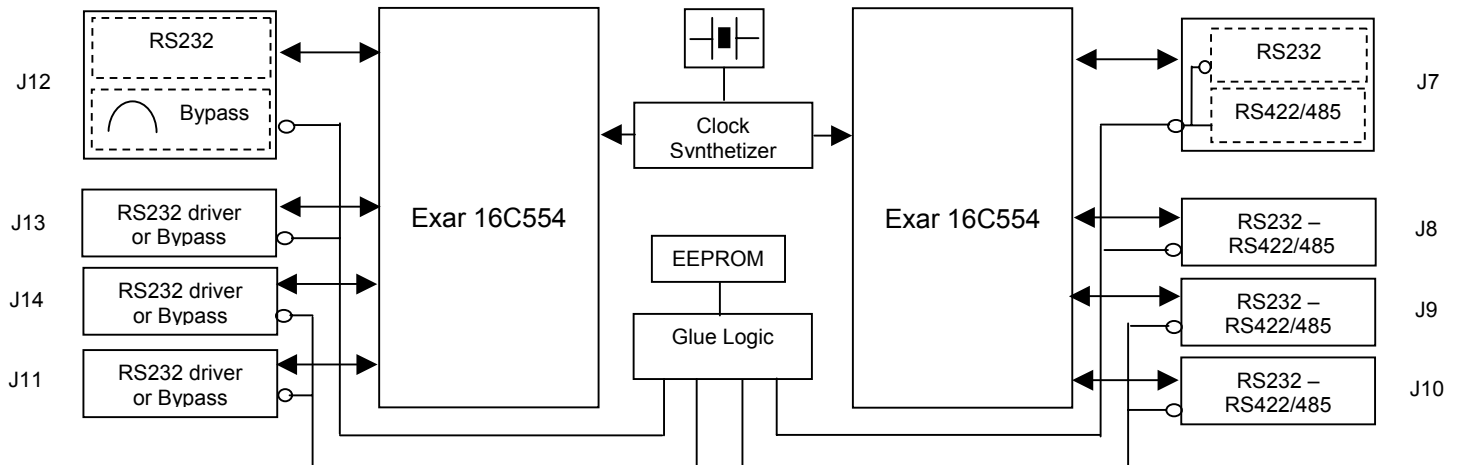 J12
RS232
Bypass
J13
RS232 driver
or Bypass
J14
RS232 driver
or Bypass
J11
RS232 driver
or Bypass
Exar 16C554
Clock
Svnthetizer
EEPROM
Glue Logic
Exar 16C554
RS232
RS422/485
J7
RS232 –
RS422/485
J8
RS232 –
RS422/485
J9
RS232 –
RS422/485
J10